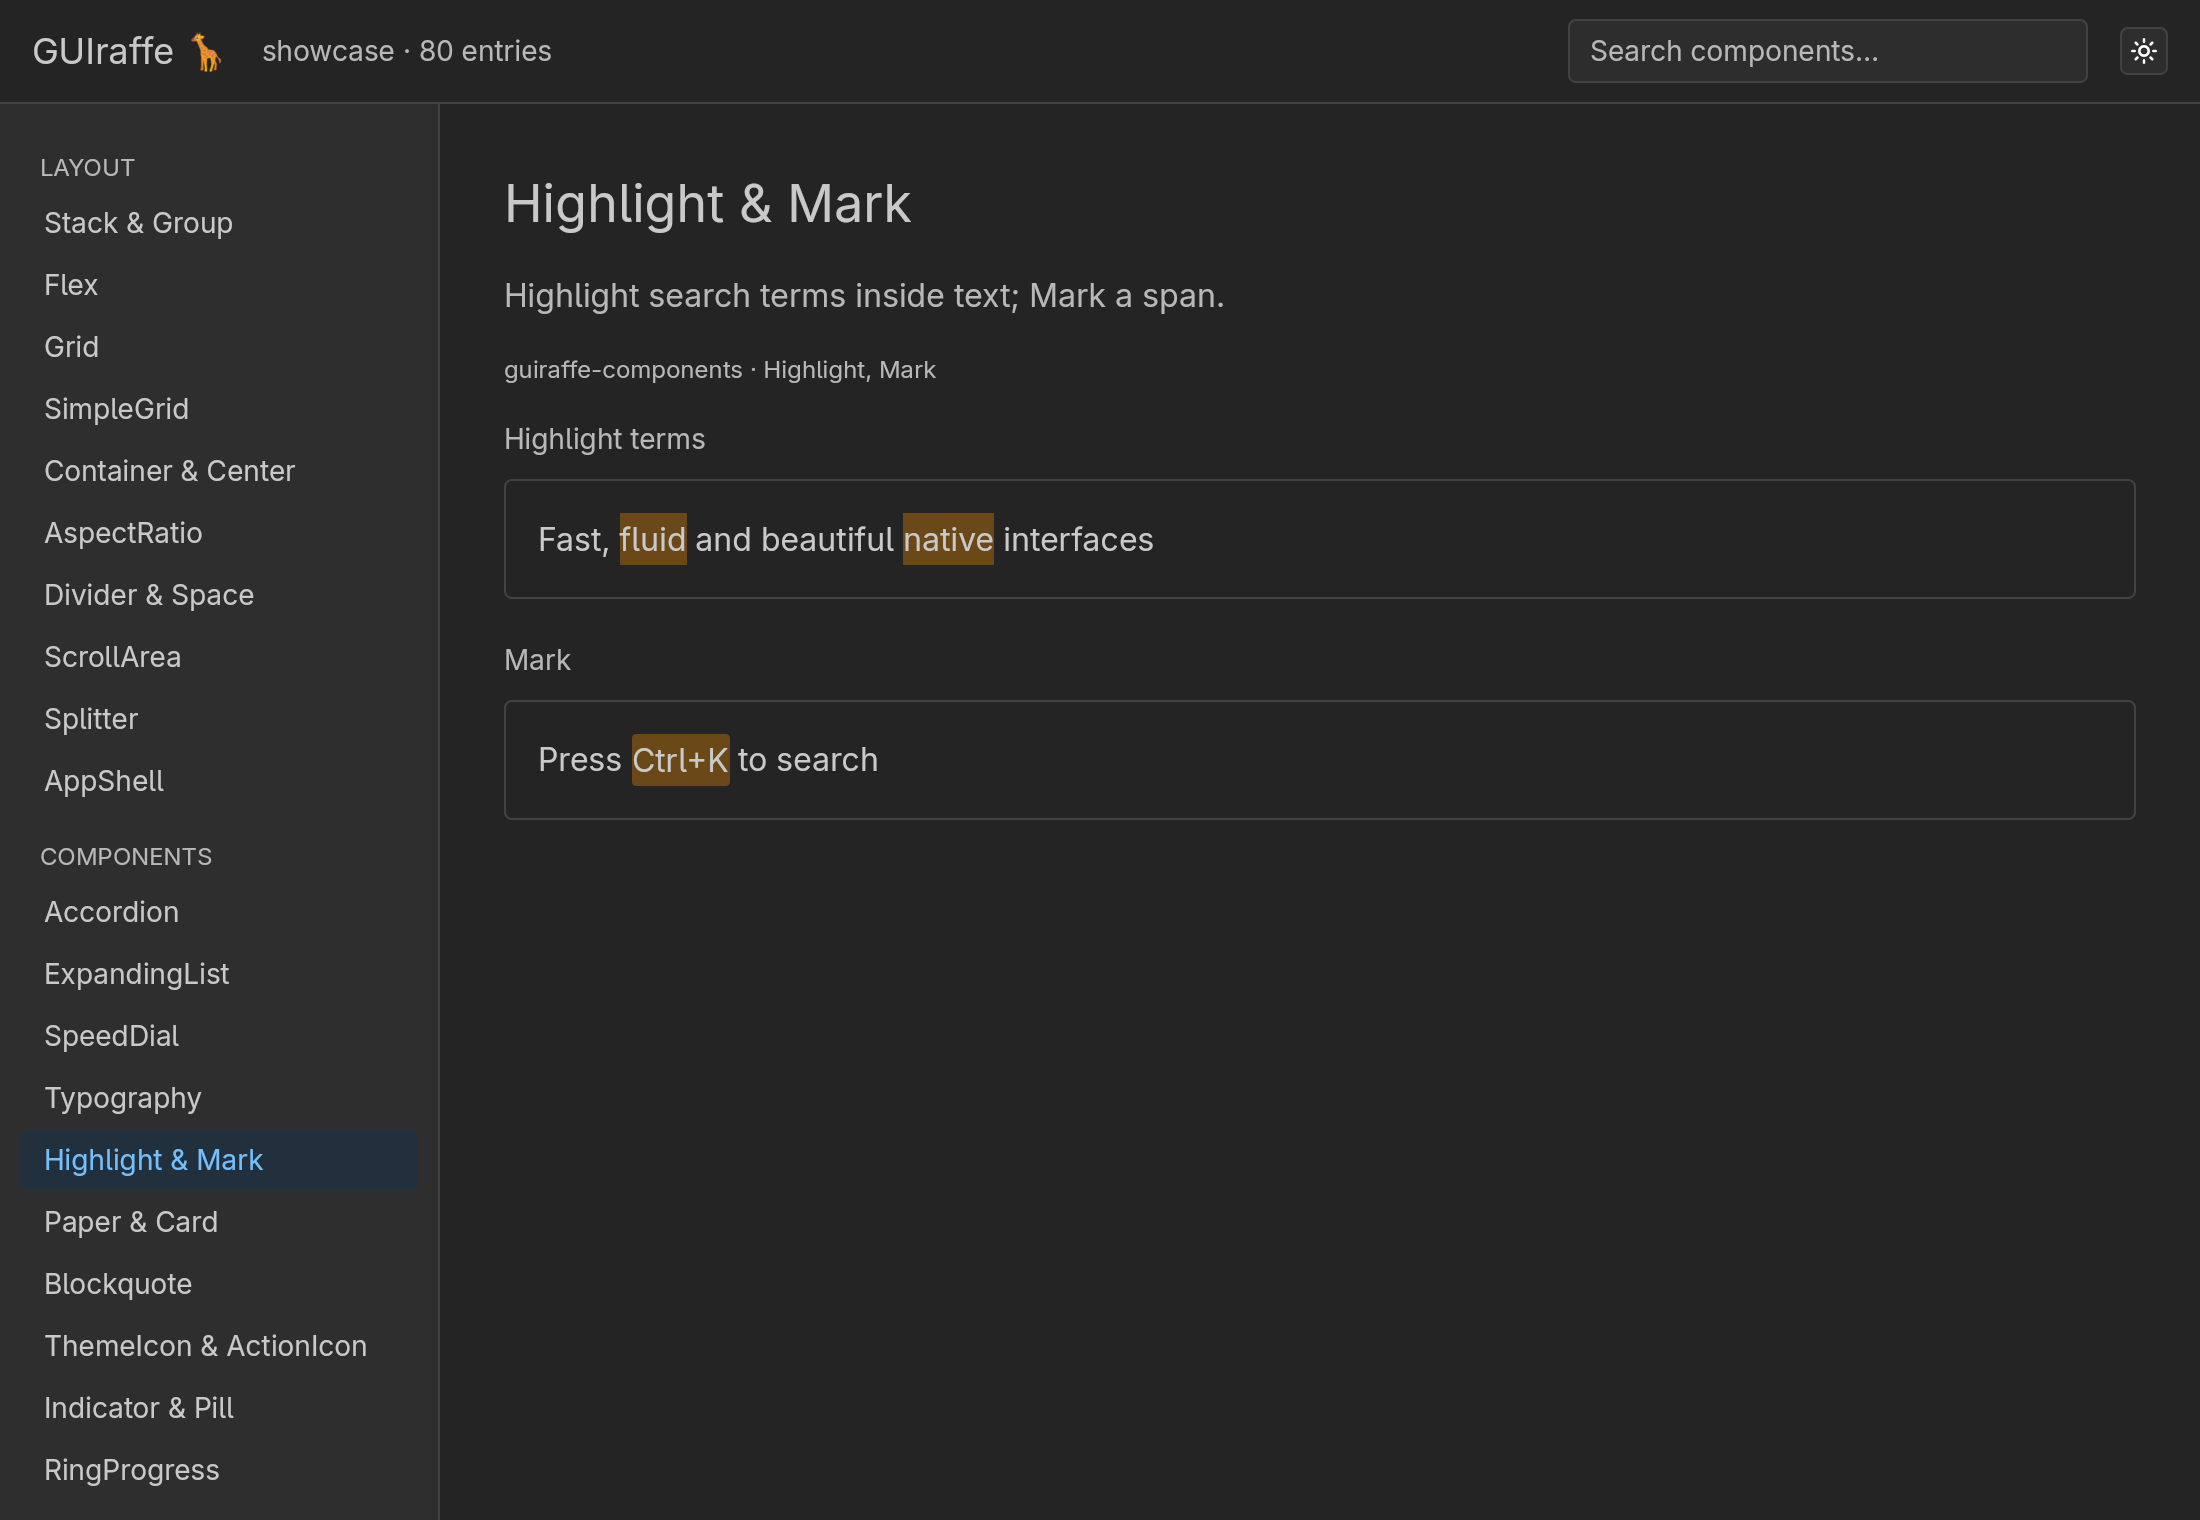 GUIraffe 🦒 showcase · 80 entries Search components...
LAYOUT
Stack & Group
Flex
Grid
SimpleGrid
Container & Center
AspectRatio
Divider & Space
ScrollArea
Splitter
AppShell
COMPONENTS
Accordion
ExpandingList
SpeedDial
Typography
Highlight & Mark
Paper & Card
Blockquote
ThemeIcon & ActionIcon
Indicator & Pill
RingProgress
Highlight & Mark
Highlight search terms inside text; Mark a span.
guiraffe-components · Highlight, Mark
Highlight terms
Fast, fluid and beautiful native interfaces
Mark
Press Ctrl+K to search